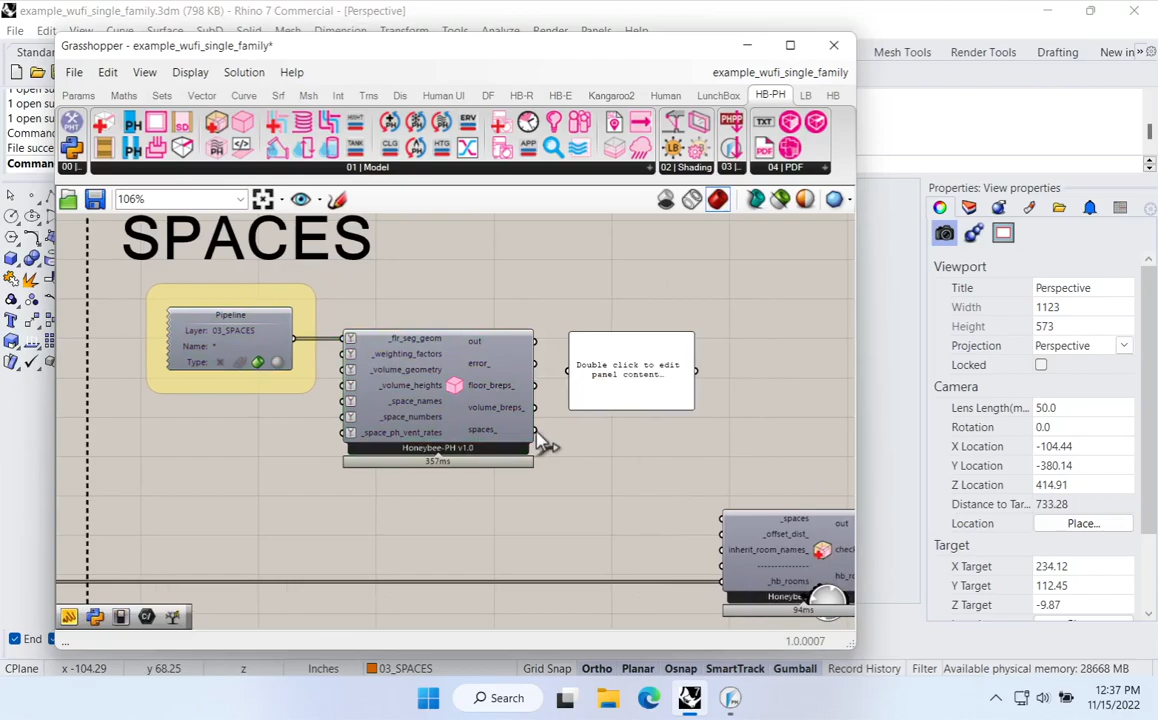 example_wufi_single_family.3dm (798 KB) - Rhino 7 Commercial - [Perspective]
Grasshopper - example_wufi_single_family*
File Edit View Display Solution Help
example_wufi_single_family
Params Maths Sets Vector Curve Srf Msh Int Trns Dis Human UI DF HB-R HB-E Kangaroo2 Human LunchBox HB-PH LB HB
01 | Model
02 | Shading
04 | PDF
106%
SPACES
Pipeline
Layer: 03_SPACES
Name: *
Type:
_flr_seg_geom
_weighting_factors
_volume_geometry
_volume_heights
_space_names
_space_numbers
_space_ph_vent_rates
out
error_
floor_breps_
volume_breps_
spaces_
Honeybee-PH v1.0
357ms
Double click to edit
panel content…
_spaces
_offset_dist_
inherit_room_names_
_hb_rooms
out
94ms
...
1.0.0007
Mesh Tools Render Tools Drafting New in
Properties: View properties
Viewport
Title Perspective
Width 1123
Height 573
Projection Perspective
Locked
Camera
Lens Length(m... 50.0
Rotation 0.0
X Location -104.44
Y Location -380.14
Z Location 414.91
Distance to Tar... 733.28
Location Place...
Target
X Target 234.12
Y Target 112.45
Z Target -9.87
End
CPlane x -104.29 y 68.25 z Inches 03_SPACES Grid Snap Ortho Planar Osnap SmartTrack Gumball Record History Filter Available physical memory: 28668 MB
Search
12:37 PM
11/15/2022